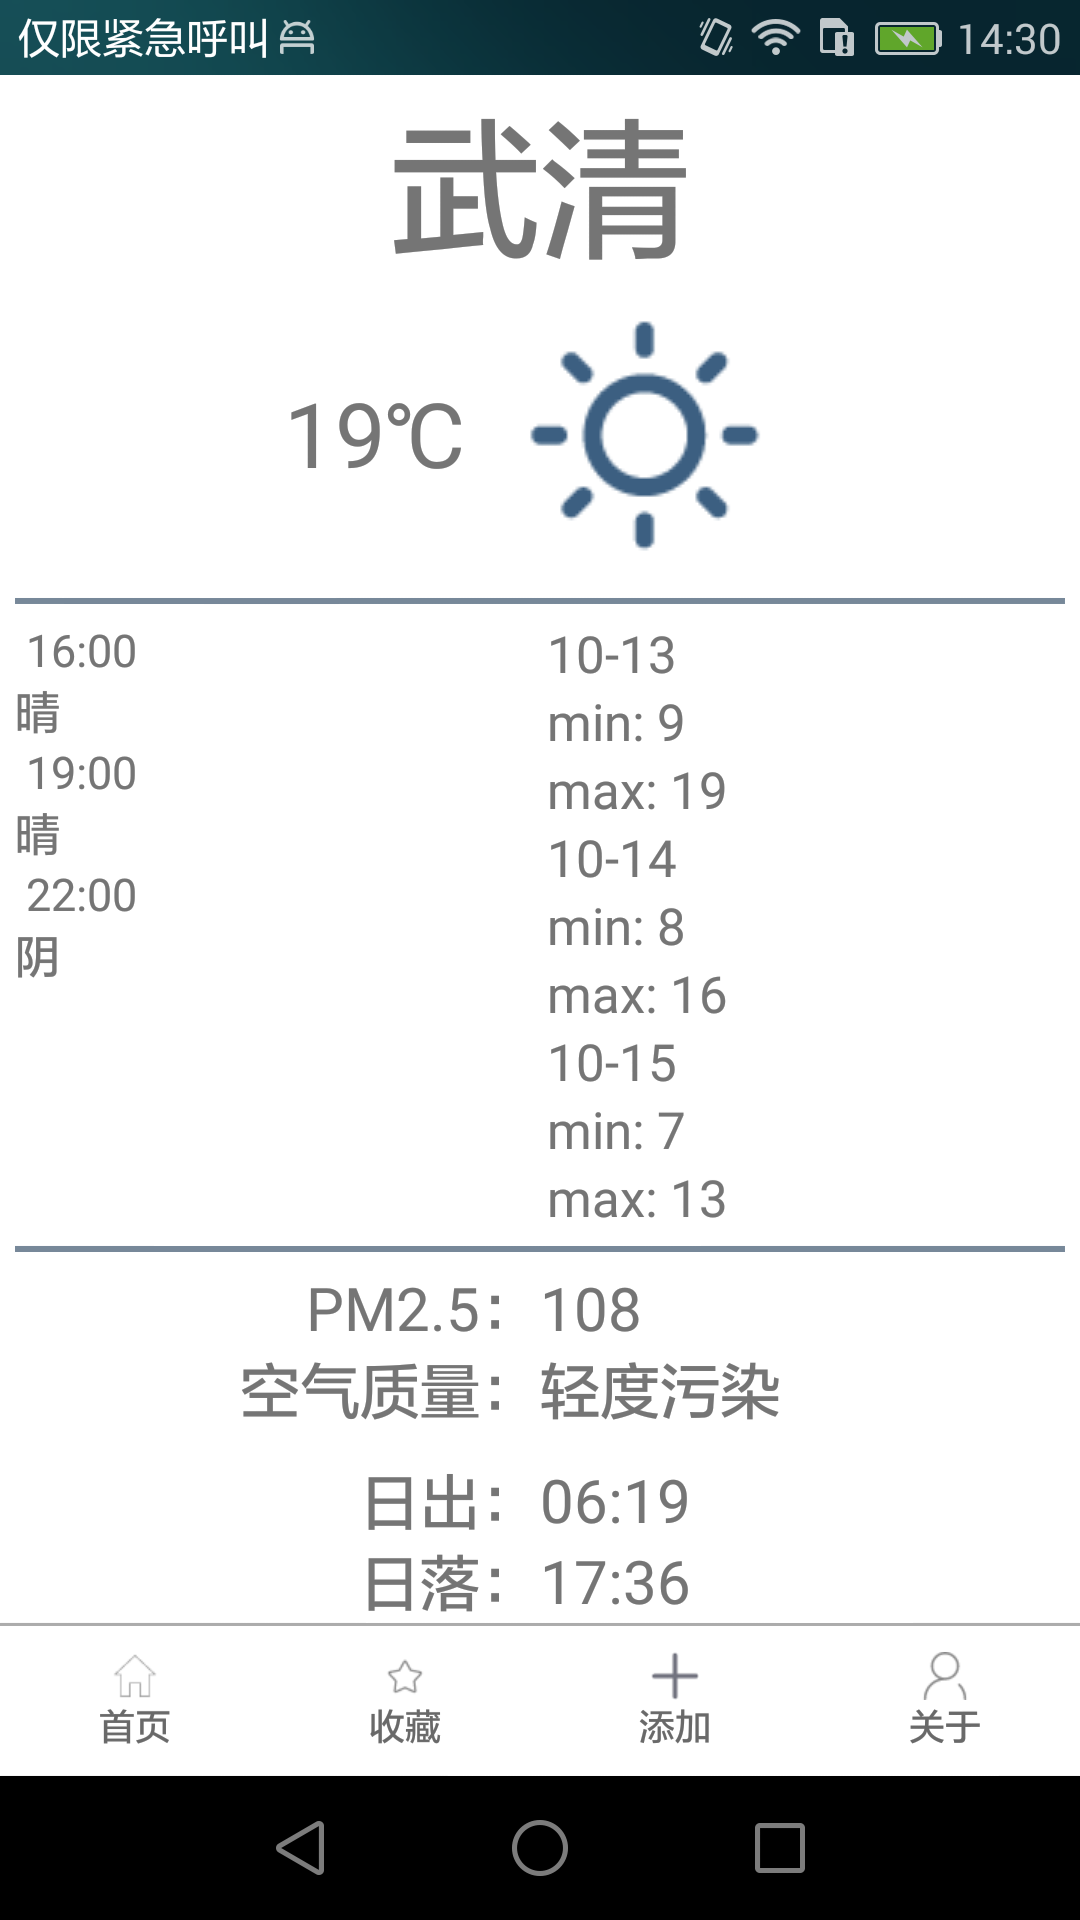 仅限紧急呼叫 14:30
武清
19℃
16:00
晴
19:00
晴
22:00
阴
10-13
min: 9
max: 19
10-14
min: 8
max: 16
10-15
min: 7
max: 13
PM2.5：108
空气质量：轻度污染
日出：06:19
日落：17:36
首页 收藏 添加 关于